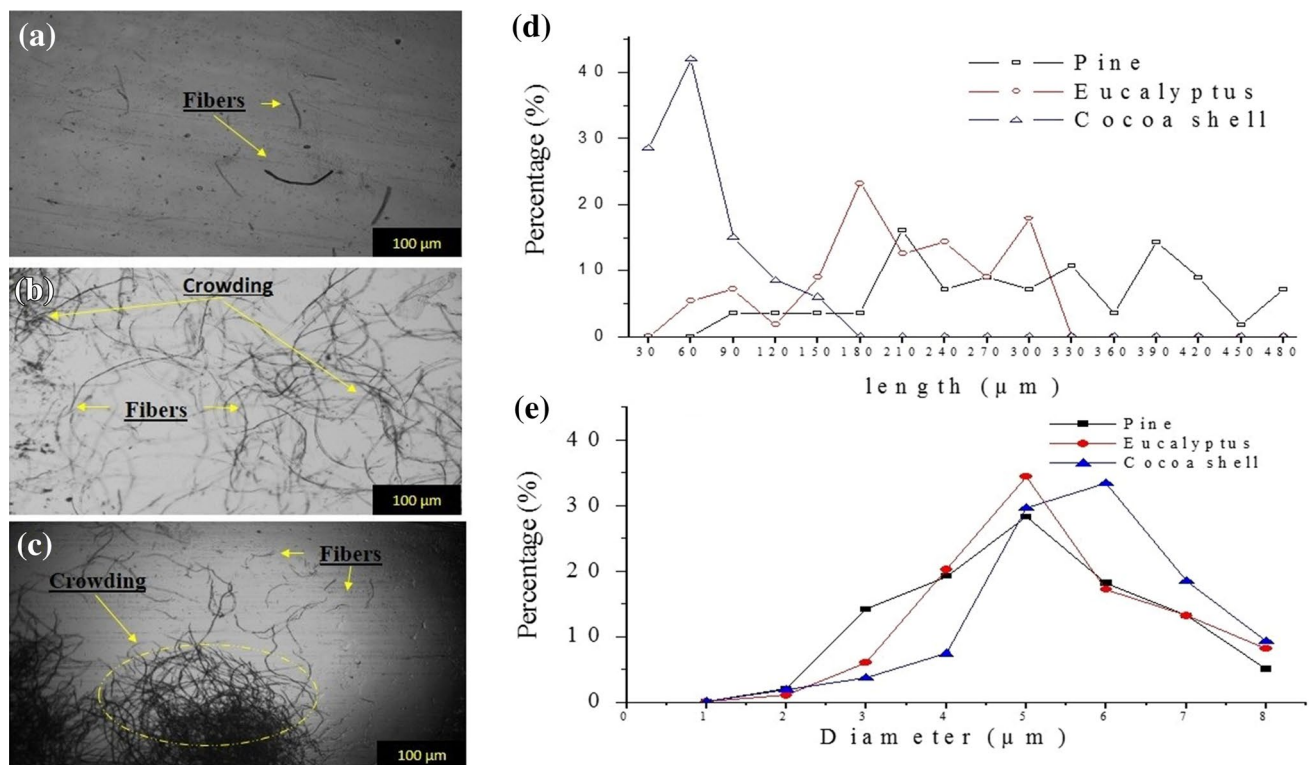 (a)
Fibers
100 µm
(b)
Crowding
Fibers
100 µm
(c)
Fibers
Crowding
100 µm
(d)
Pine
Eucalyptus
Cocoa shell
Percentage (%)
40
30
20
10
0
30 60 90 120 150 180 210 240 270 300 330 360 390 420 450 480
length (µm)
(e)
Pine
Eucalyptus
Cocoa shell
Percentage (%)
40
30
20
10
0
0 1 2 3 4 5 6 7 8
Diameter (µm)